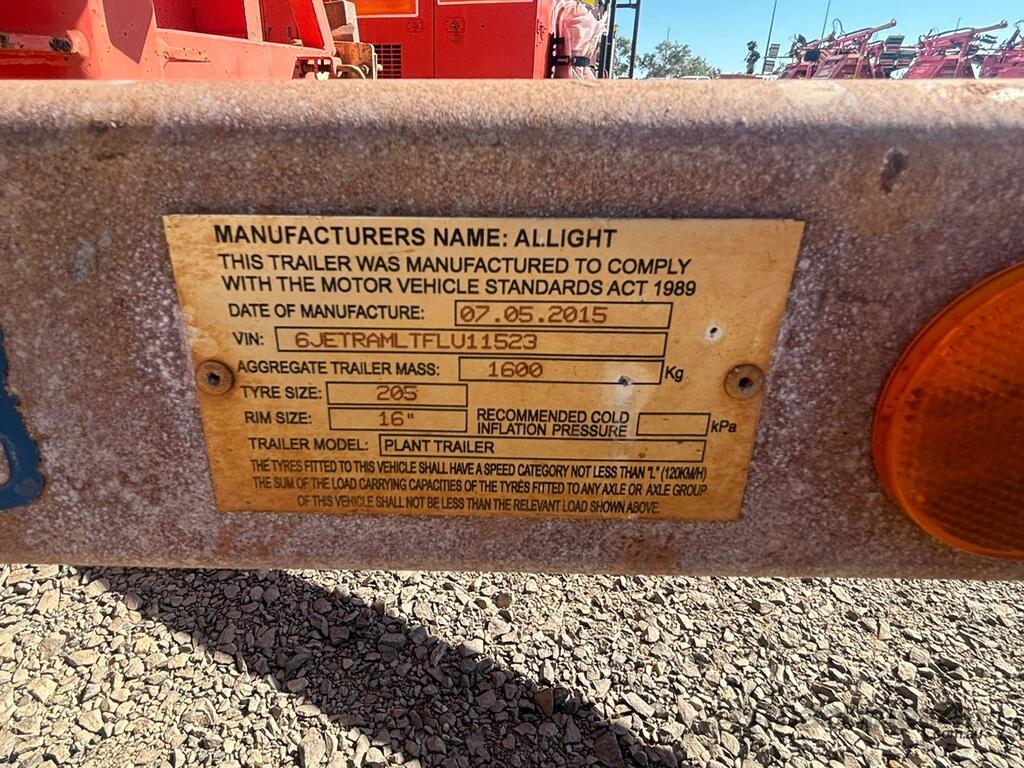 MANUFACTURERS NAME: ALLIGHT
THIS TRAILER WAS MANUFACTURED TO COMPLY
WITH THE MOTOR VEHICLE STANDARDS ACT 1989
DATE OF MANUFACTURE: 07.05.2015
VIN: 6JETRAMLTFLU11523
AGGREGATE TRAILER MASS: 1600 Kg
TYRE SIZE: 205
RIM SIZE: 16" RECOMMENDED COLD INFLATION PRESSURE kPa
TRAILER MODEL: PLANT TRAILER
THE TYRES FITTED TO THIS VEHICLE SHALL HAVE A SPEED CATEGORY NOT LESS THAN "L" (120KM/H)
THE SUM OF THE LOAD CARRYING CAPACITIES OF THE TYRES FITTED TO ANY AXLE OR AXLE GROUP
OF THIS VEHICLE SHALL NOT BE LESS THAN THE RELEVANT LOAD SHOWN ABOVE.